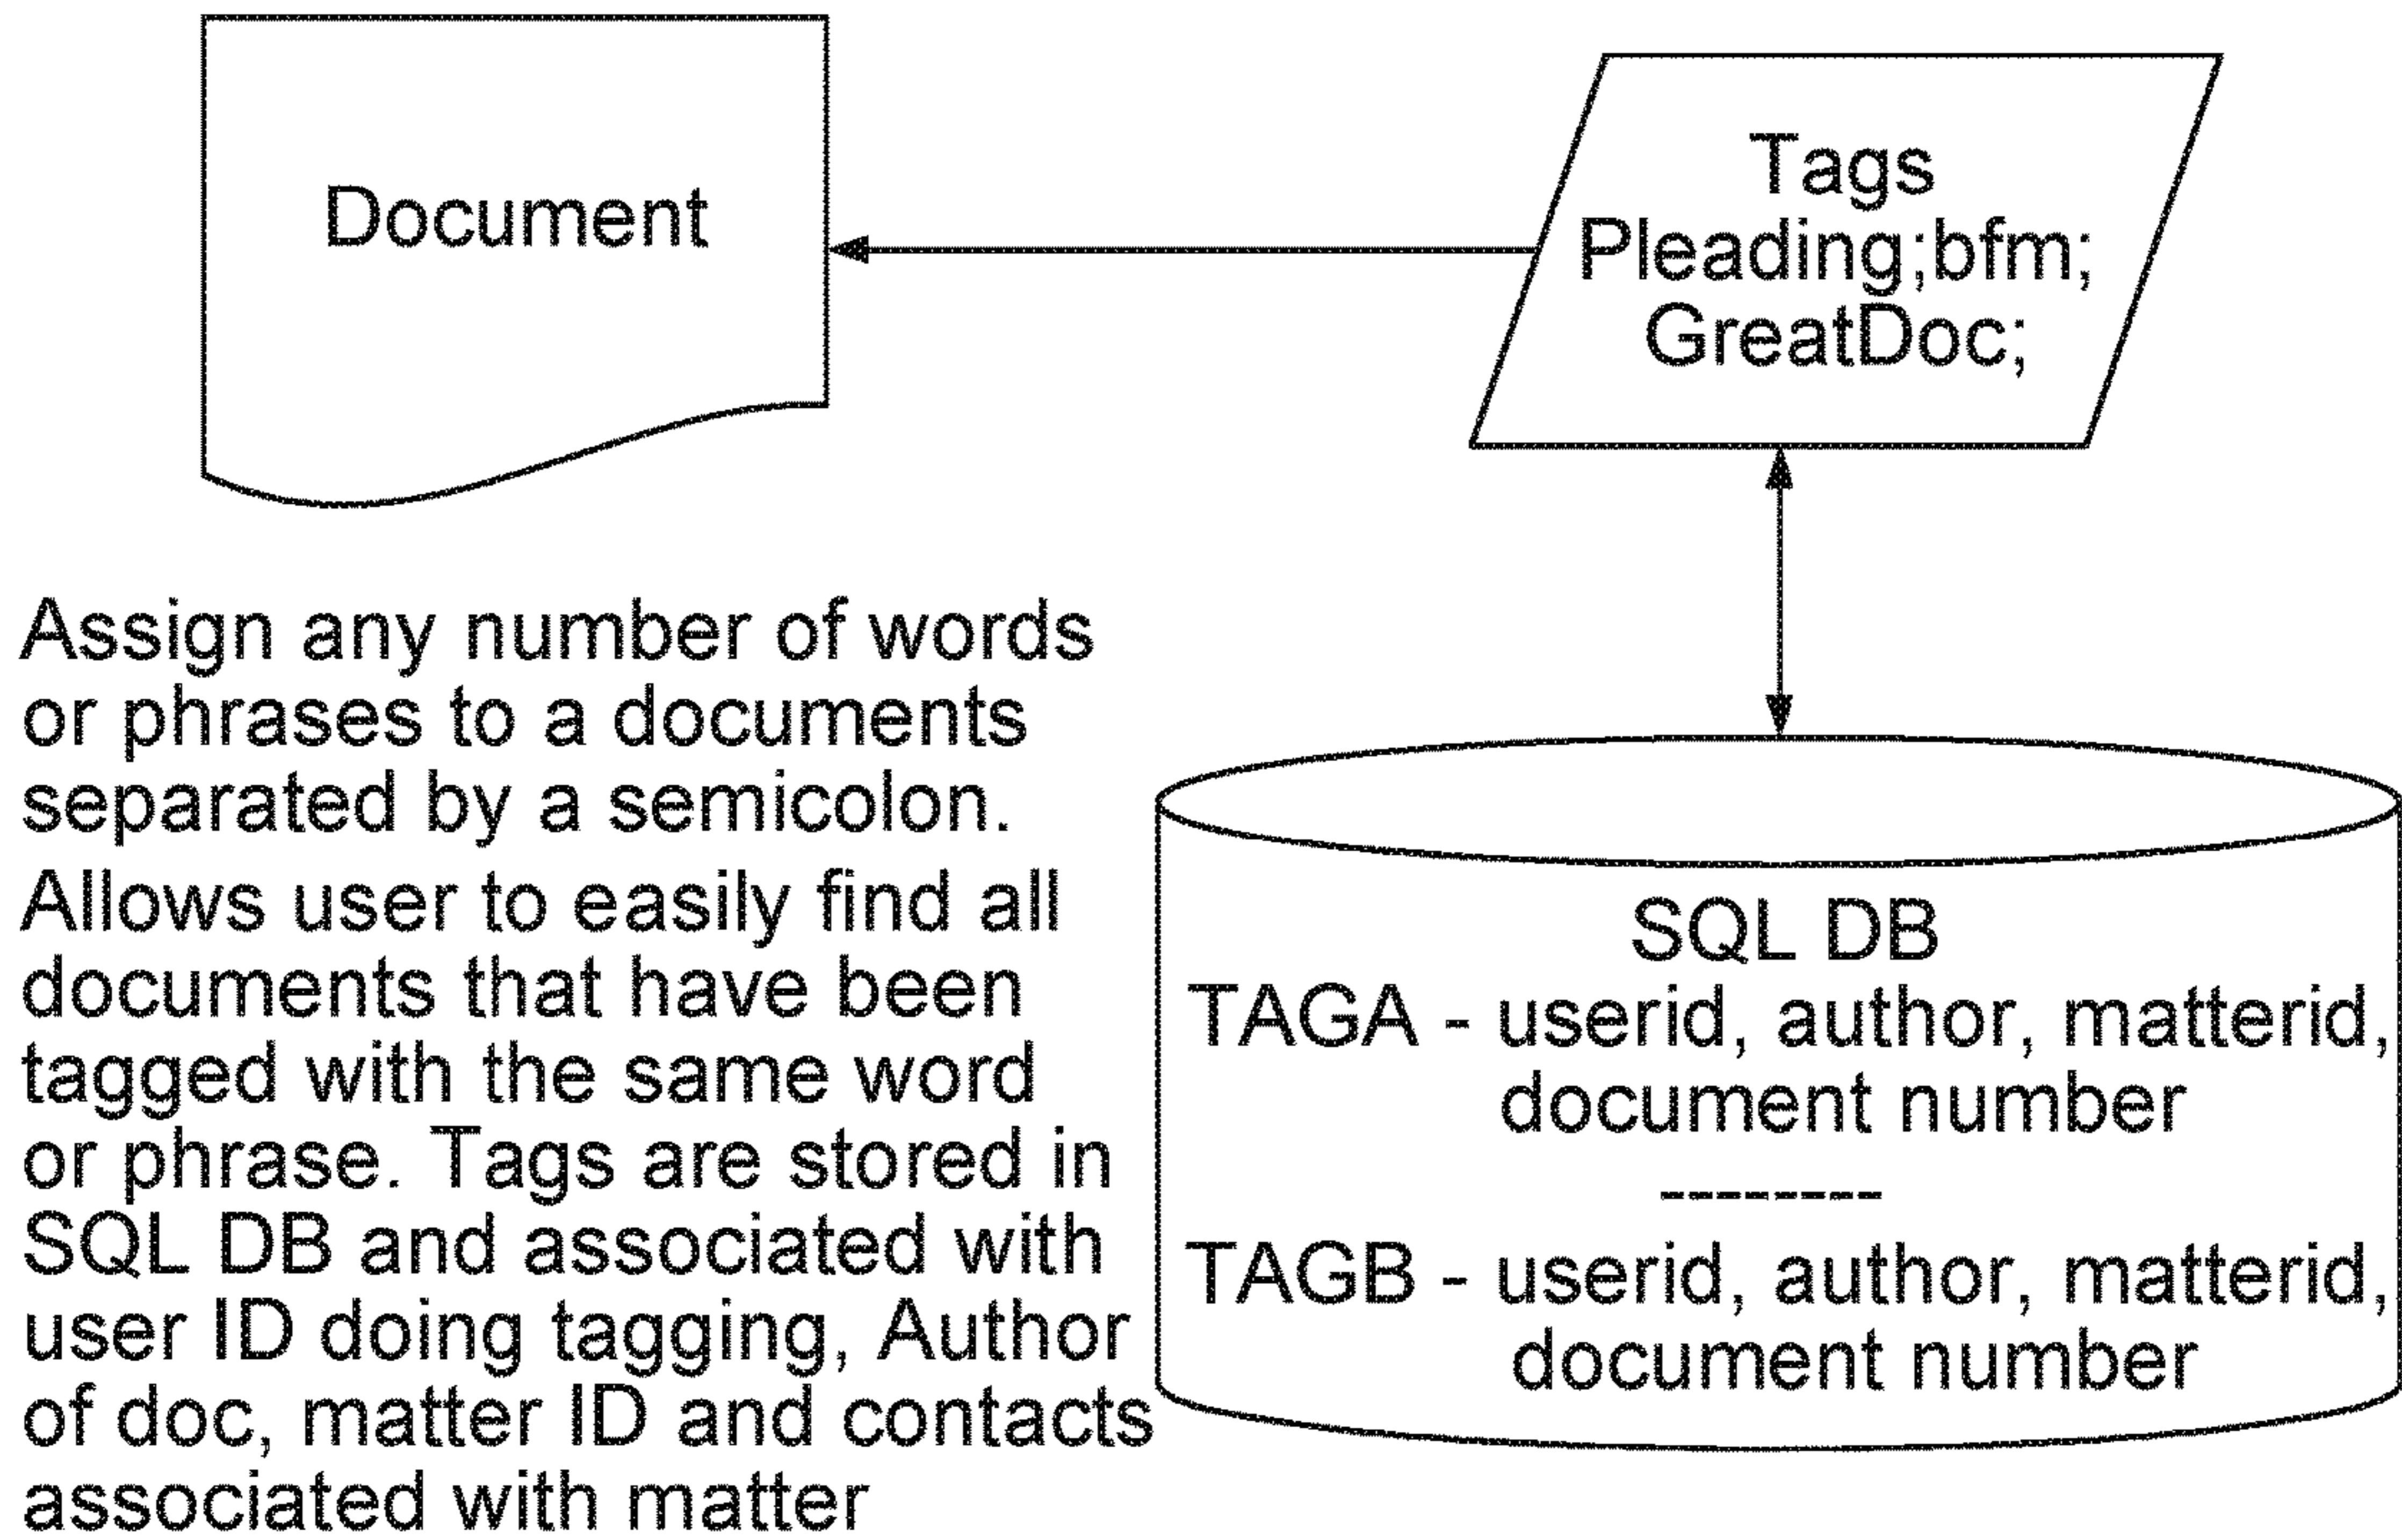 Document
Tags
Pleading;bfm;
GreatDoc;
Assign any number of words
or phrases to a documents
separated by a semicolon.
Allows user to easily find all
documents that have been
tagged with the same word
or phrase. Tags are stored in
SQL DB and associated with
user ID doing tagging, Author
of doc, matter ID and contacts
associated with matter
SQL DB
TAGA - userid, author, matterid,
document number
--------
TAGB - userid, author, matterid,
document number